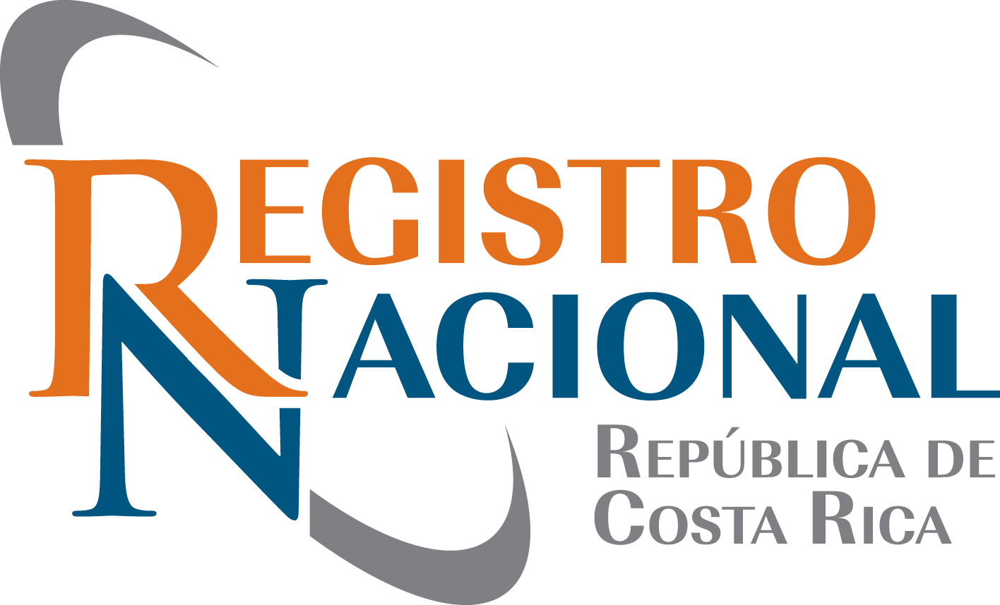 REGISTRO
NACIONAL
REPÚBLICA DE
COSTA RICA